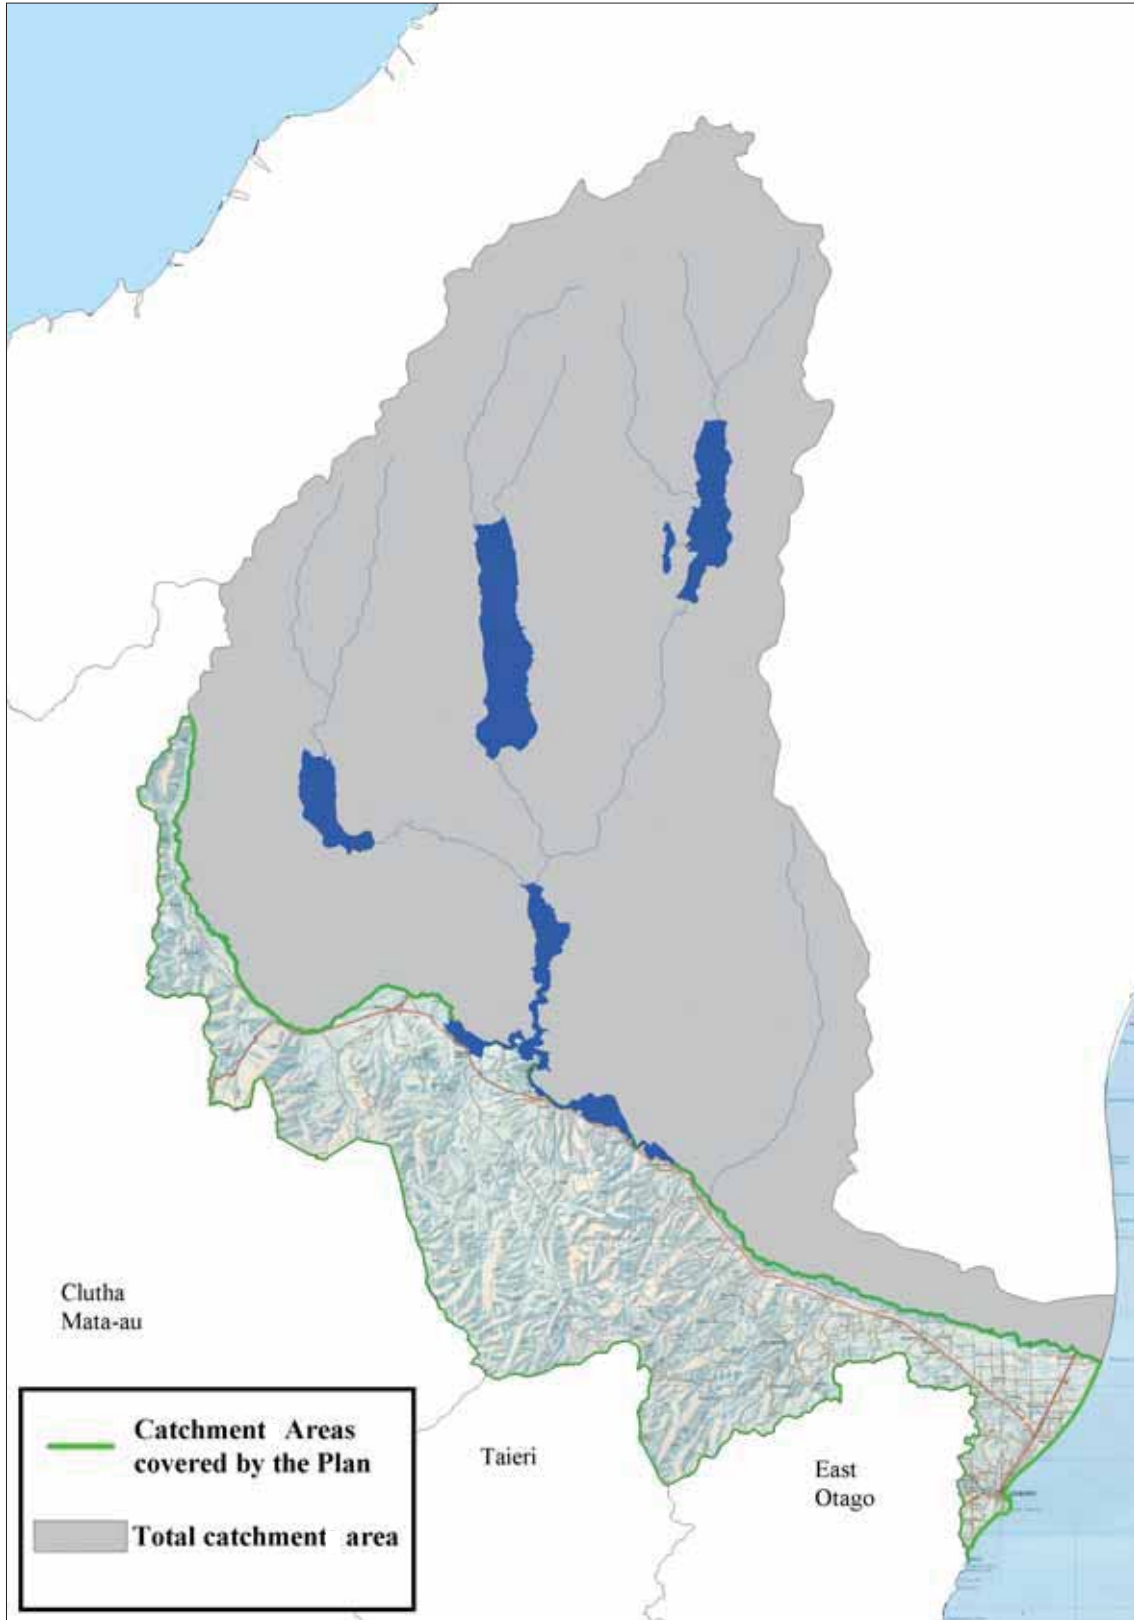 Clutha
Mata-au
Taieri
East
Otago
Catchment Areas
covered by the Plan
Total catchment area